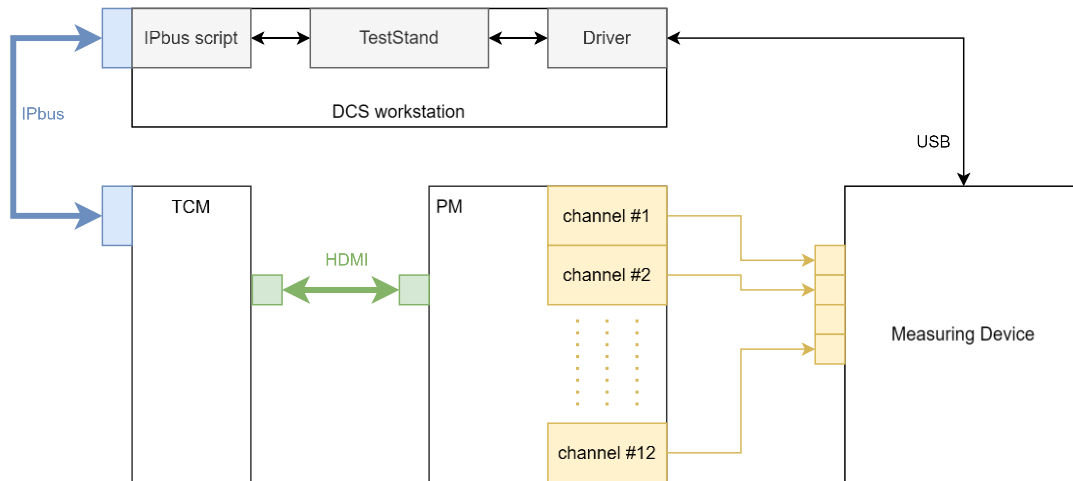 IPbus script
TestStand
Driver
DCS workstation
IPbus
USB
TCM
PM
channel #1
HDMI
channel #2
Measuring Device
channel #12